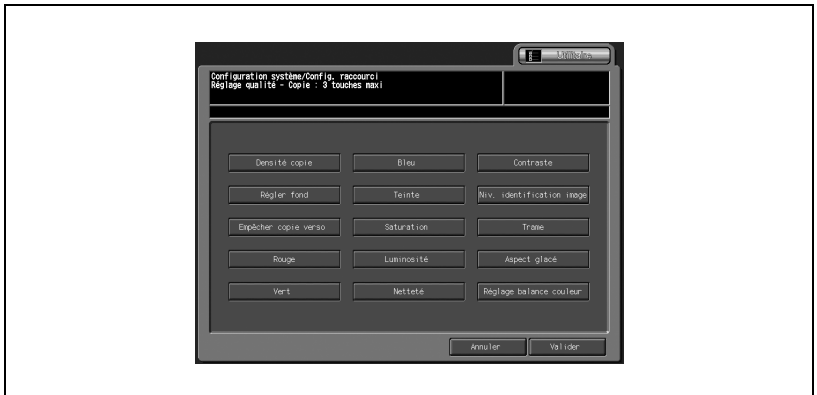 Utilitaire
Configuration système/Config. raccourci
Réglage qualité - Copie : 3 touches maxi
Densité copie
Bleu
Contraste
Régler fond
Teinte
Niv. identification image
Empêcher copie verso
Saturation
Trame
Rouge
Luminosité
Aspect glacé
Vert
Netteté
Réglage balance couleur
Annuler
Valider